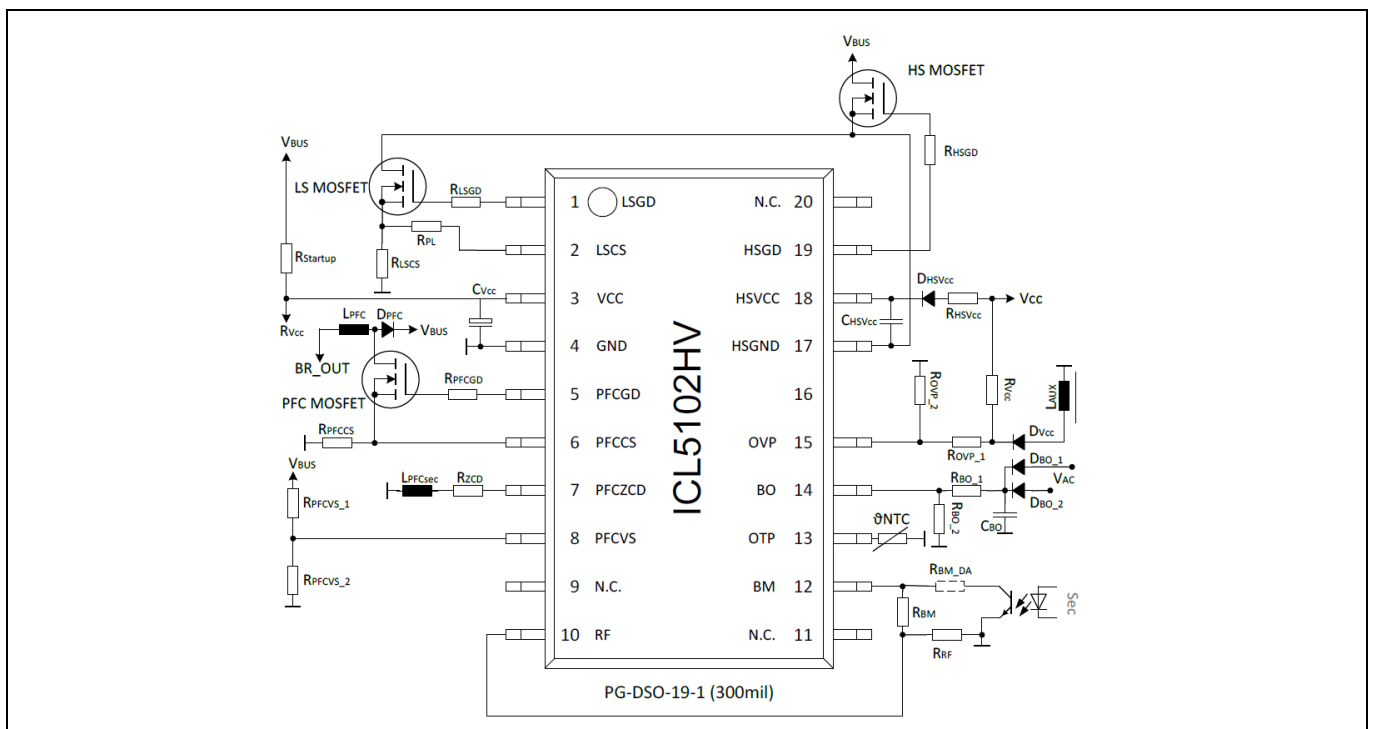 VBUS
HS MOSFET
RHSGD
VBUS
LS MOSFET
RLSGD
1 LSGD
N.C. 20
RPL
2 LSCS
HSGD 19
RStartup
RLSCS
DHSVcc
CVcc
3 VCC
HSVCC 18
Vcc
RHSVcc
CHSVcc
RVcc
LPFC
DPFC
VBUS
4 GND
HSGND 17
BR_OUT
RPFCGD
ROVP_2
RVcc
LAUX
5 PFCGD
16
PFC MOSFET
RPFCCS
6 PFCCS
OVP 15
ROVP_1
DVcc
DBO_1
VBUS
LPFCsec
RZCD
7 PFCZCD
BO 14
RBO_1
VAC
DBO_2
RPFCVS_1
RBO_2
CBO
ϑNTC
8 PFCVS
OTP 13
RPFCVS_2
RBM_DA
9 N.C.
BM 12
RBM
Sec
10 RF
N.C. 11
RRF
ICL5102HV
PG-DSO-19-1 (300mil)